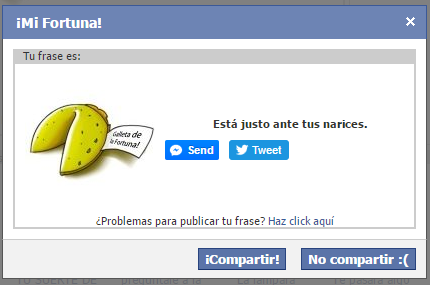 ¡Mi Fortuna!
×
Tu frase es:
Galleta de
la Fortuna!
Está justo ante tus narices.
Send
Tweet
¿Problemas para publicar tu frase? Haz click aquí
¡Compartir!
No compartir :(